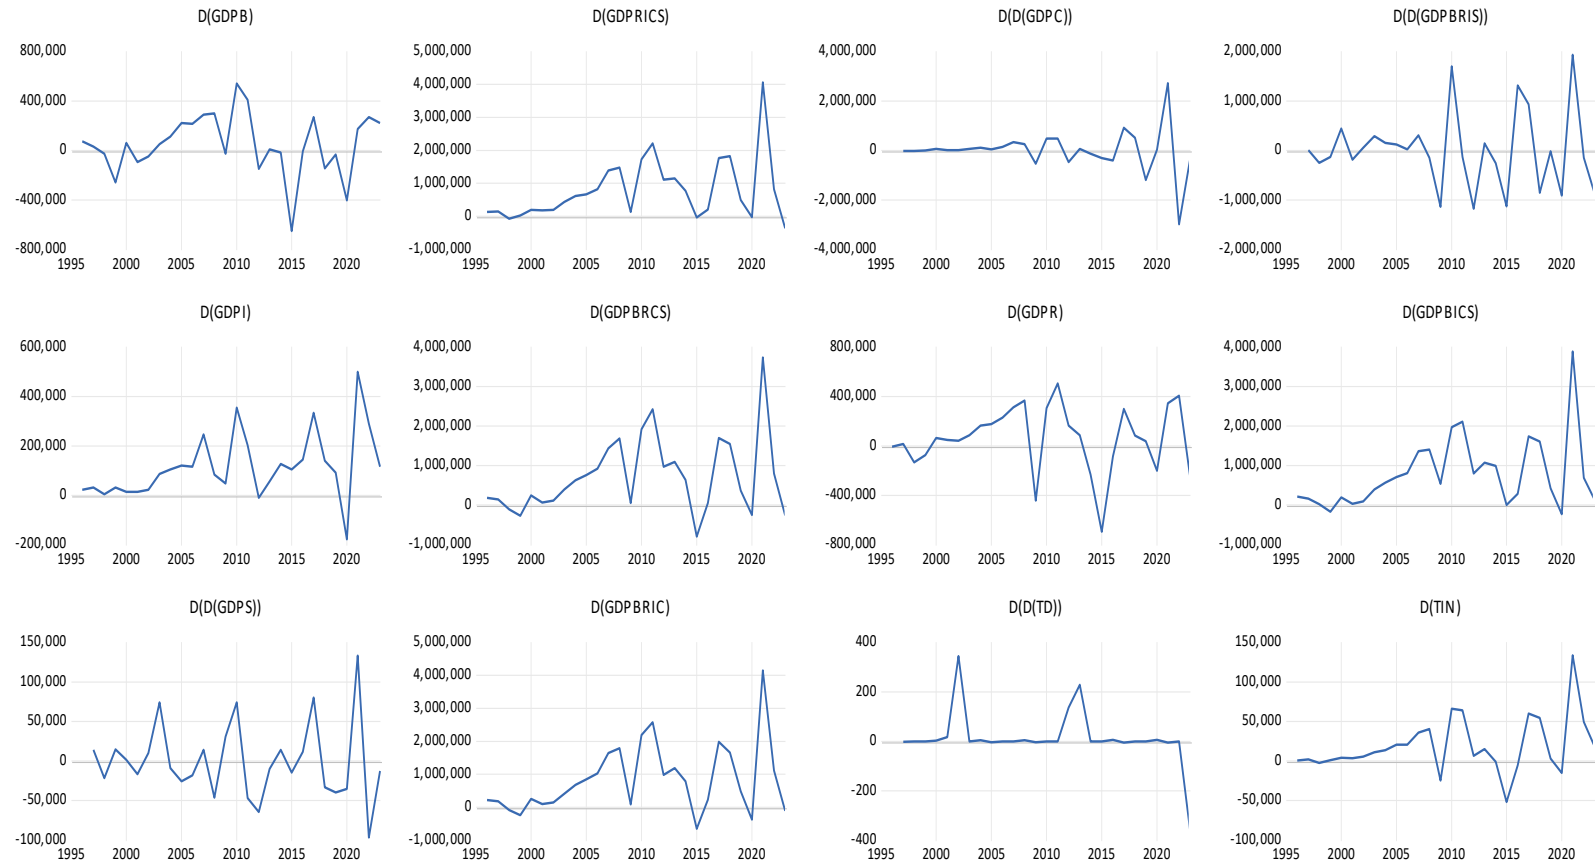 D(GDPB)
800,000
400,000
0
-400,000
-800,000
1995 2000 2005 2010 2015 2020
D(GDPRICS)
5,000,000
4,000,000
3,000,000
2,000,000
1,000,000
0
-1,000,000
1995 2000 2005 2010 2015 2020
D(D(GDPC))
4,000,000
2,000,000
0
-2,000,000
-4,000,000
1995 2000 2005 2010 2015 2020
D(D(GDPBRIS))
2,000,000
1,000,000
0
-1,000,000
-2,000,000
1995 2000 2005 2010 2015 2020
D(GDPI)
600,000
400,000
200,000
0
-200,000
1995 2000 2005 2010 2015 2020
D(GDPBRCS)
4,000,000
3,000,000
2,000,000
1,000,000
0
-1,000,000
1995 2000 2005 2010 2015 2020
D(GDPR)
800,000
400,000
0
-400,000
-800,000
1995 2000 2005 2010 2015 2020
D(GDPBICS)
4,000,000
3,000,000
2,000,000
1,000,000
0
-1,000,000
1995 2000 2005 2010 2015 2020
D(D(GDPS))
150,000
100,000
50,000
0
-50,000
-100,000
1995 2000 2005 2010 2015 2020
D(GDPBRIC)
5,000,000
4,000,000
3,000,000
2,000,000
1,000,000
0
-1,000,000
1995 2000 2005 2010 2015 2020
D(D(TD))
400
200
0
-200
-400
1995 2000 2005 2010 2015 2020
D(TIN)
150,000
100,000
50,000
0
-50,000
-100,000
1995 2000 2005 2010 2015 2020